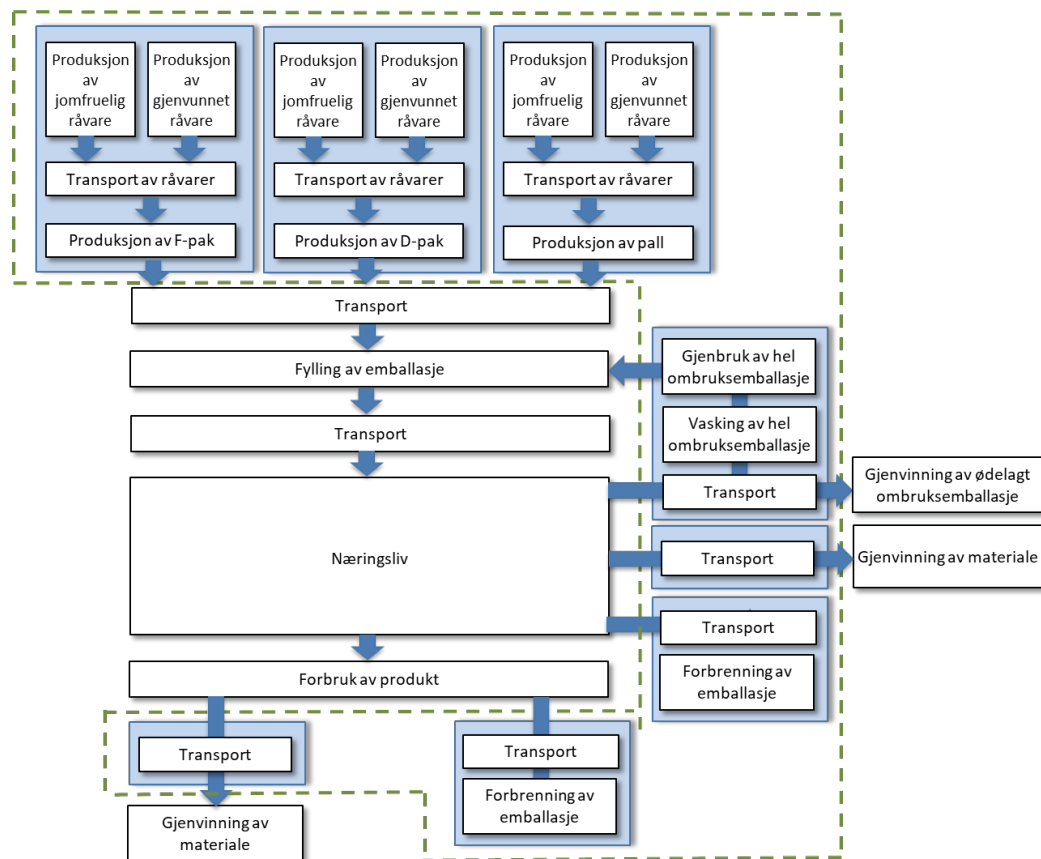 Produksjon
av
jomfruelig
råvare
Produksjon
av
gjenvunnet
råvare
Transport av råvarer
Produksjon av F-pak
Produksjon
av
jomfruelig
råvare
Produksjon
av
gjenvunnet
råvare
Transport av råvarer
Produksjon av D-pak
Produksjon
av
jomfruelig
råvare
Produksjon
av
gjenvunnet
råvare
Transport av råvarer
Produksjon av pall
Transport
Fylling av emballasje
Transport
Næringsliv
Forbruk av produkt
Gjenbruk av hel
ombruksemballasje
Vasking av hel
ombruksemballasje
Transport
Gjenvinning av ødelagt
ombruksemballasje
Transport
Gjenvinning av materiale
Transport
Forbrenning av
emballasje
Transport
Gjenvinning av
materiale
Transport
Forbrenning av
emballasje